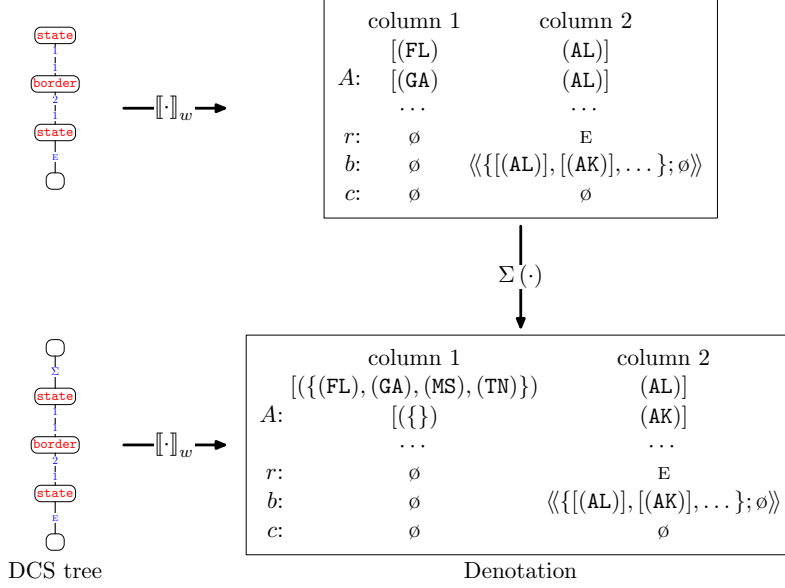 state
1
1
border
2
1
state
E
⟦·⟧w
column 1 column 2
[(FL) (AL)]
A: [(GA) (AL)]
... ...
r: ø E
b: ø ⟨⟨{[(AL)], [(AK)], ...}; ø⟩⟩
c: ø ø
Σ (·)
Σ
state
1
1
border
2
1
state
E
⟦·⟧w
column 1 column 2
[({(FL), (GA), (MS), (TN)}) (AL)]
A: [({}) (AK)]
... ...
r: ø E
b: ø ⟨⟨{[(AL)], [(AK)], ...}; ø⟩⟩
c: ø ø
DCS tree Denotation